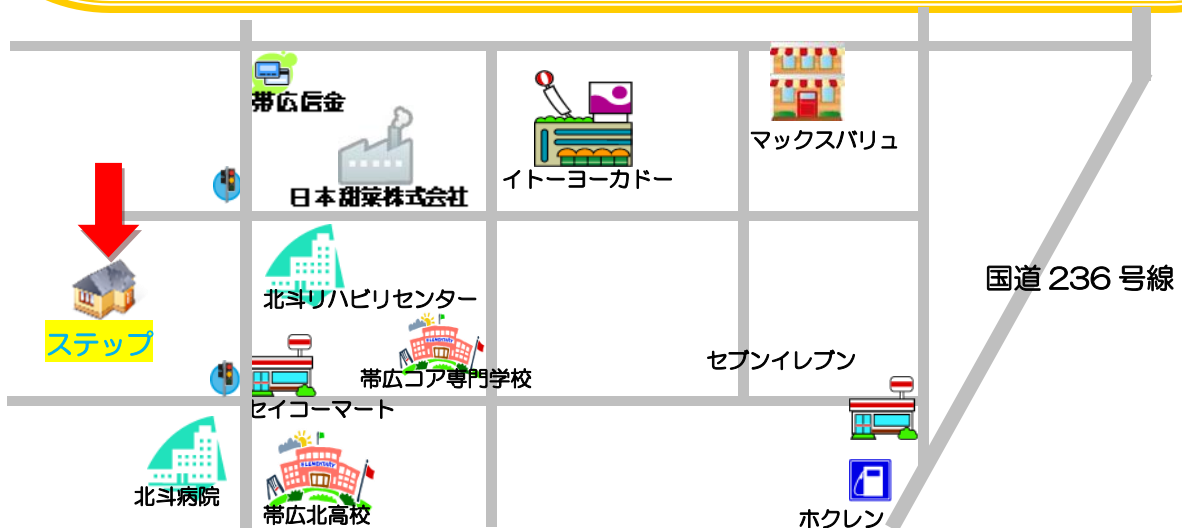 帯広信金
マックスバリュ
イトーヨーカドー
日本甜菜株式会社
国道 236 号線
北斗リハビリセンター
ステップ
セブンイレブン
帯広コア専門学校
セイコーマート
北斗病院
帯広北高校
ホクレン